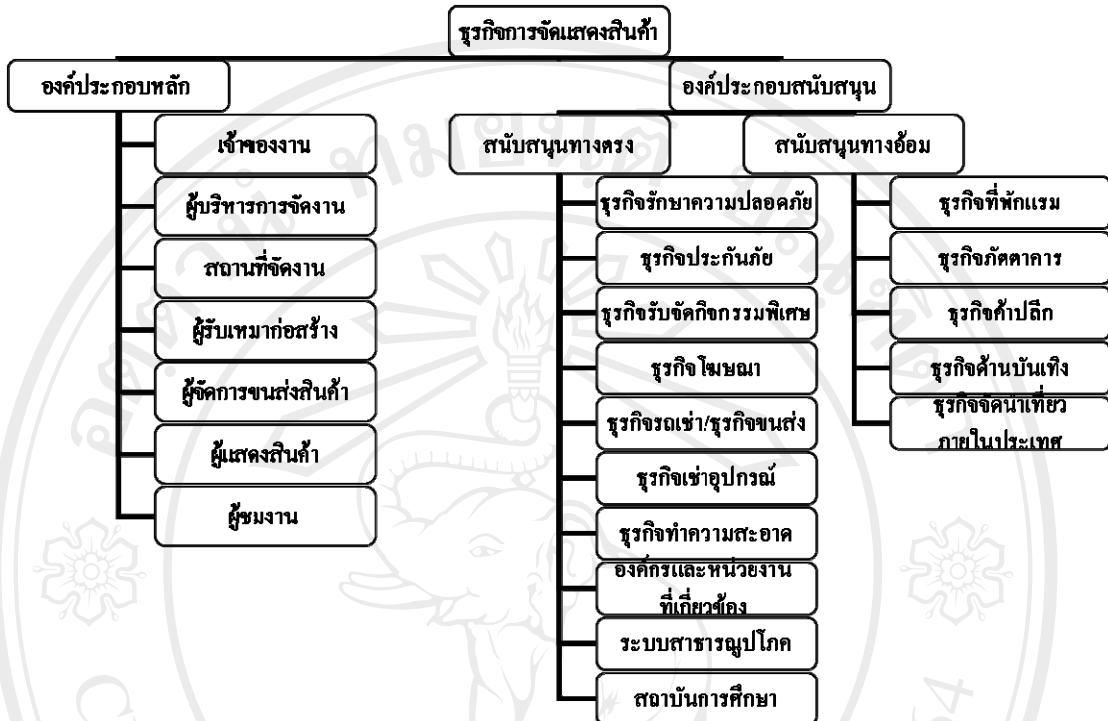 ธุรกิจการจัดแสดงสินค้า
องค์ประกอบหลัก
องค์ประกอบสนับสนุน
เจ้าของงาน
ผู้บริหารการจัดงาน
สถานที่จัดงาน
ผู้รับเหมาก่อสร้าง
ผู้จัดการขนส่งสินค้า
ผู้แสดงสินค้า
ผู้ชมงาน
สนับสนุนทางตรง
ธุรกิจรักษาความปลอดภัย
ธุรกิจประกันภัย
ธุรกิจรับจัดกิจกรรมพิเศษ
ธุรกิจโฆษณา
ธุรกิจรถเช่า/ธุรกิจขนส่ง
ธุรกิจเช่าอุปกรณ์
ธุรกิจทำความสะอาด
องค์กรและหน่วยงาน
ที่เกี่ยวข้อง
ระบบสาธารณูปโภค
สถาบันการศึกษา
สนับสนุนทางอ้อม
ธุรกิจที่พักแรม
ธุรกิจภัตตาคาร
ธุรกิจค้าปลีก
ธุรกิจด้านบันเทิง
ธุรกิจจัดนำเที่ยว
ภายในประเทศ